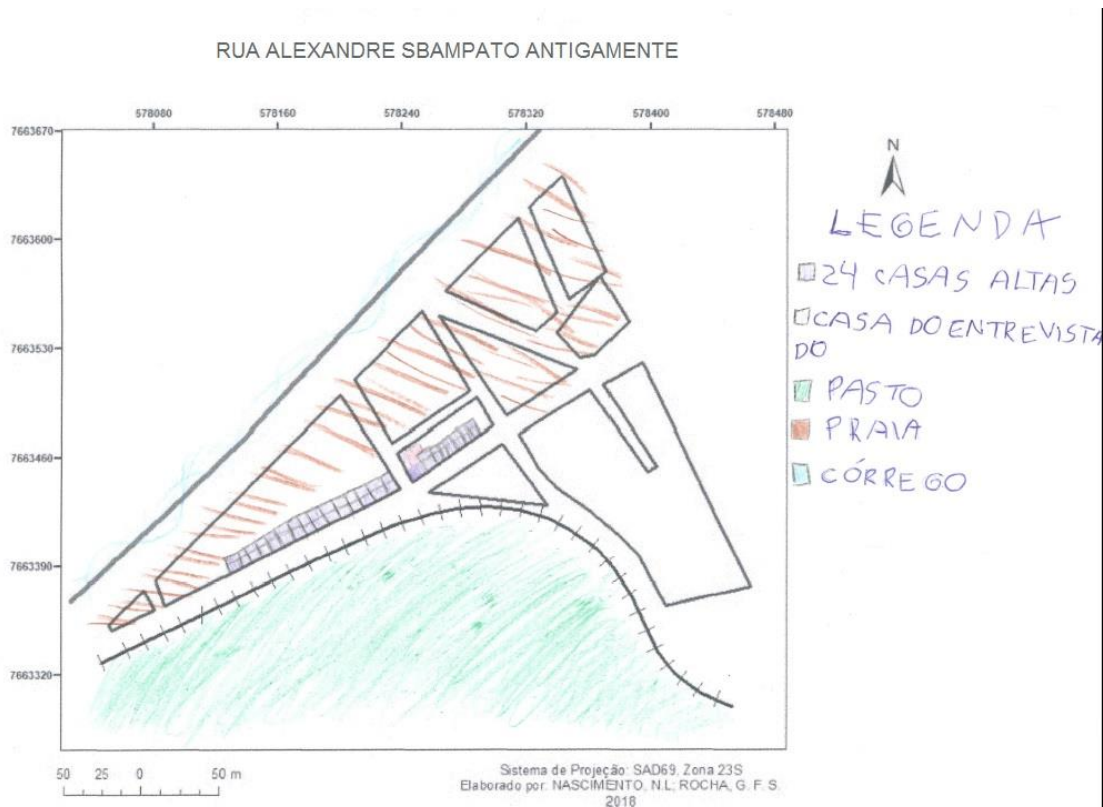 RUA ALEXANDRE SBAMPATO ANTIGAMENTE
578080 578160 578240 578320 578400 578480
7663670
7663600
7663530
7663460
7663390
7663320
N
LEGENDA
24 CASAS ALTAS
CASA DO ENTREVISTA
DO
PASTO
PRAIA
CÓRREGO
50 25 0 50 m
Sistema de Projeção: SAD69. Zona 23S
Elaborado por: NASCIMENTO, N.L; ROCHA, G. F. S.
2018